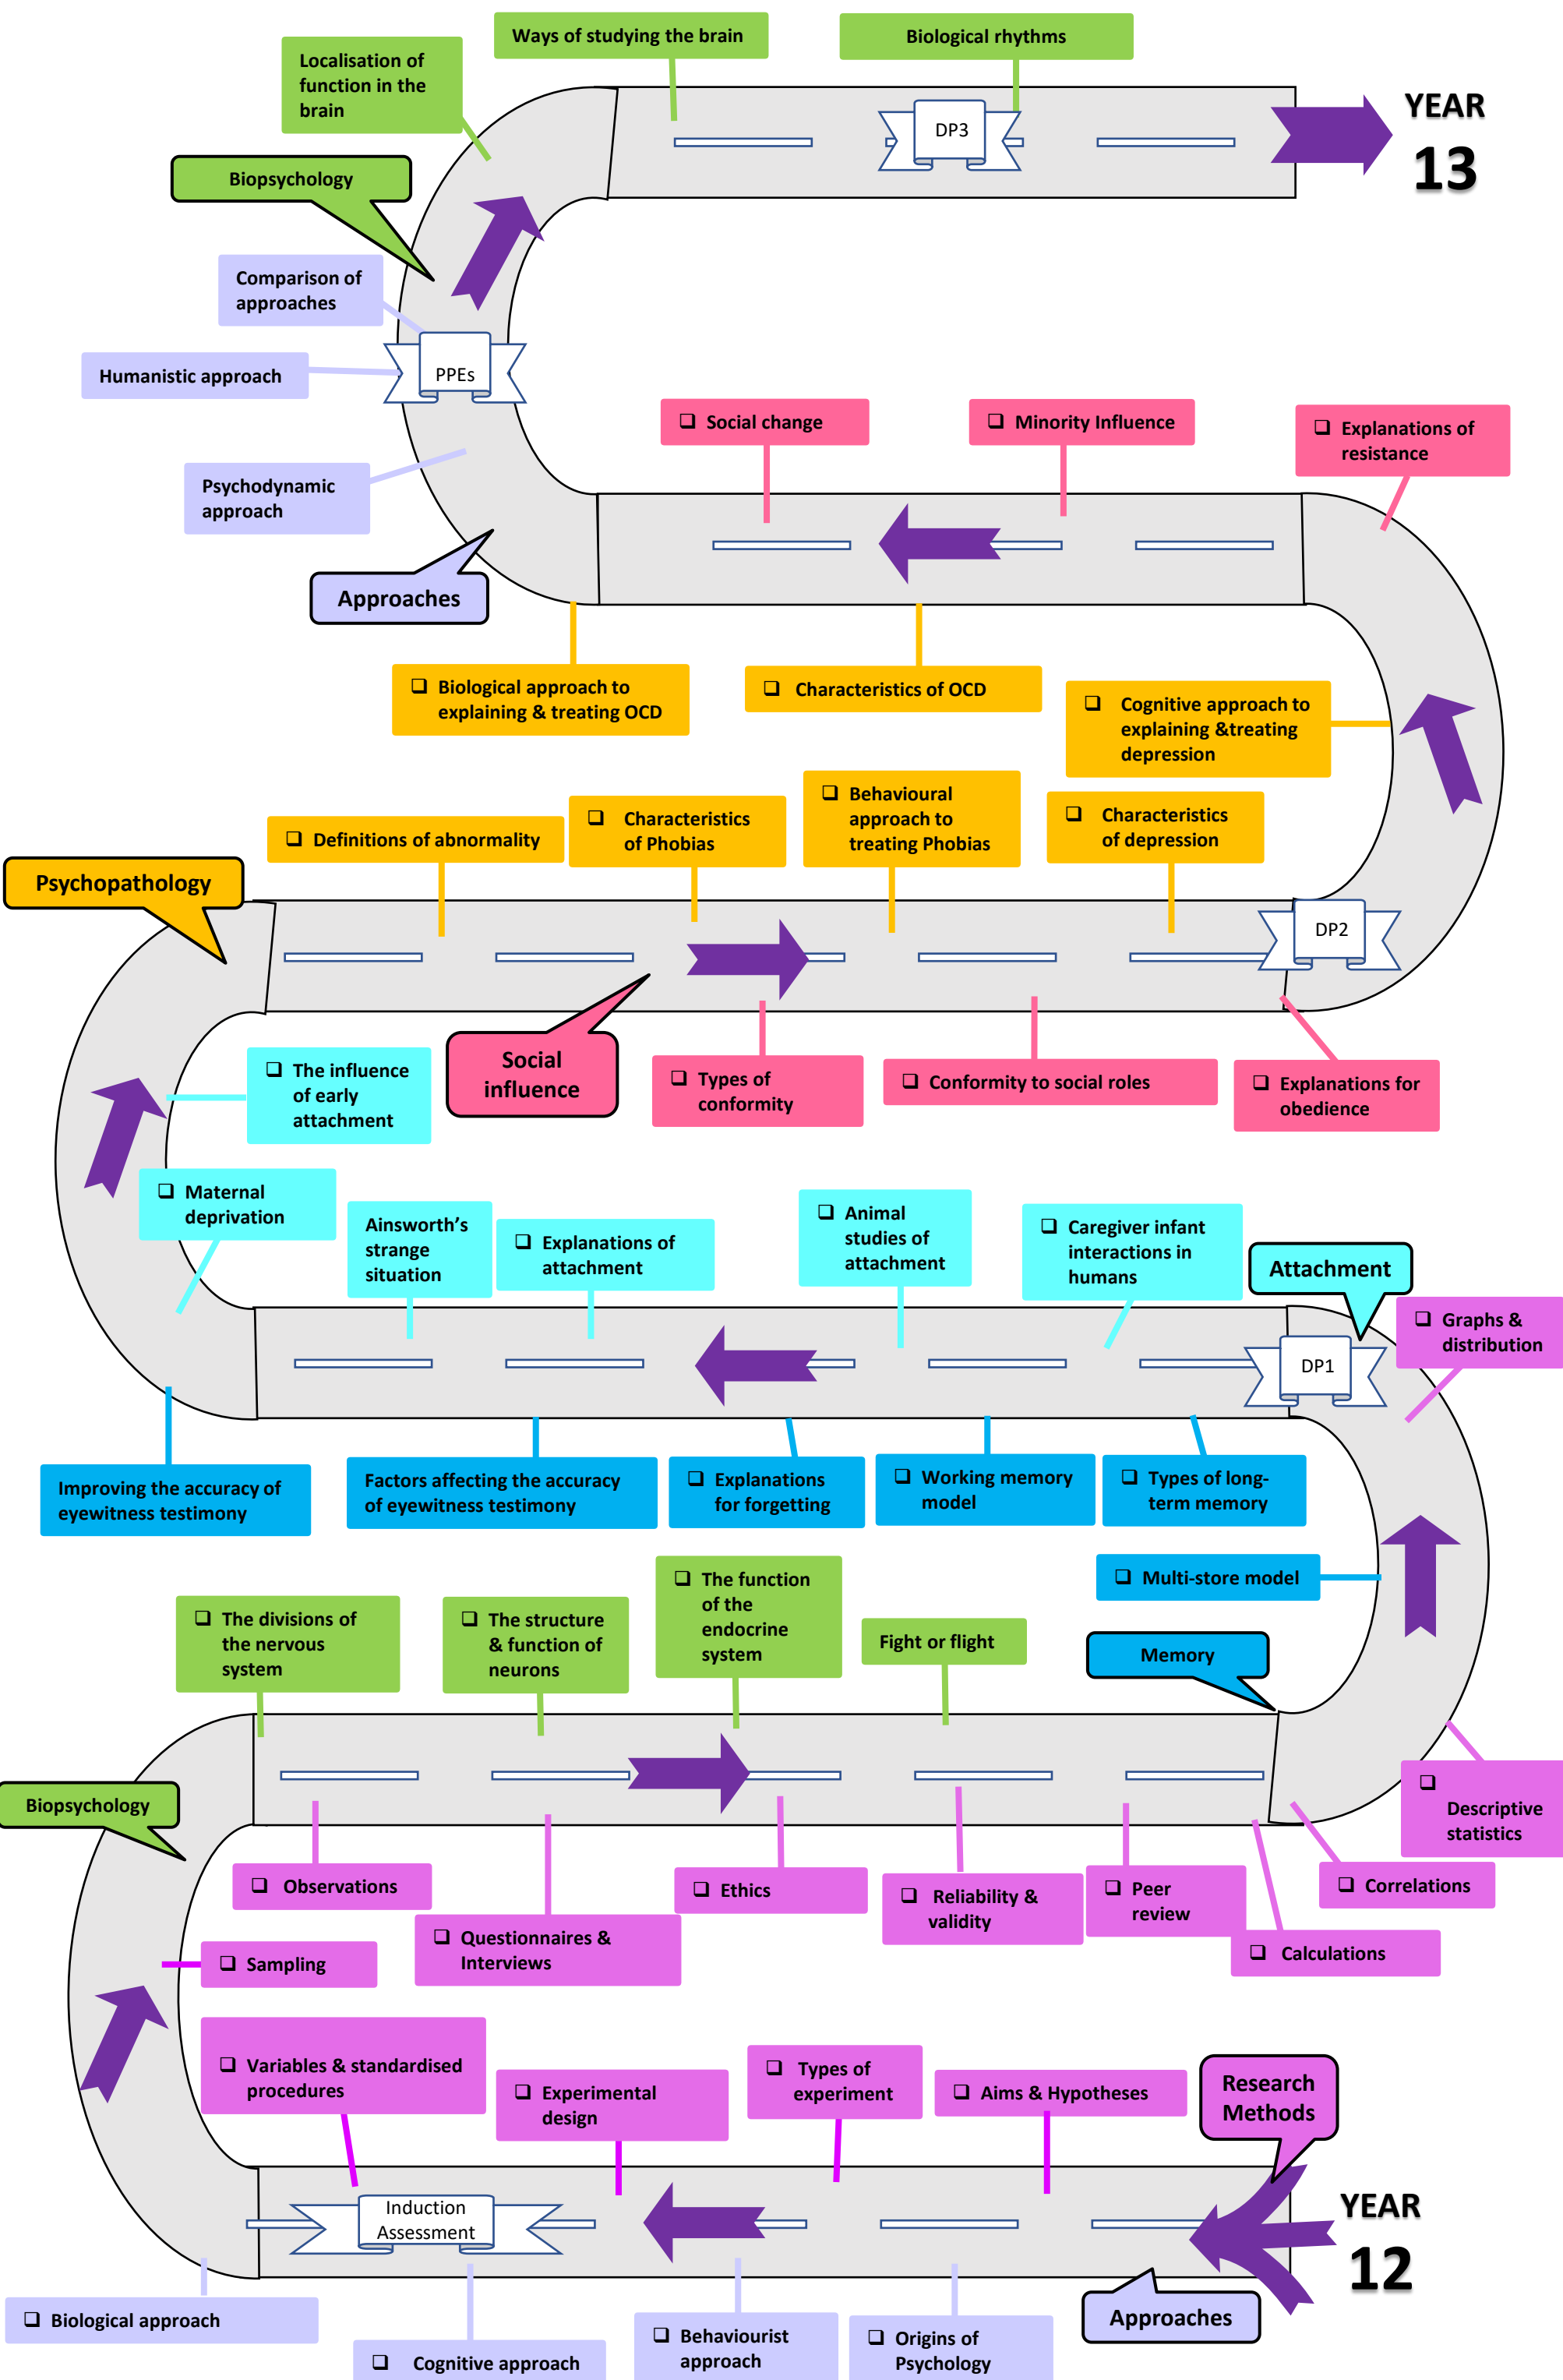 Ways of studying the brain
Biological rhythms
Localisation of
function in the
brain
DP3
YEAR
13
Biopsychology
Comparison of
approaches
Humanistic approach
PPEs
Psychodynamic
approach
Approaches
❑ Social change
❑ Minority Influence
❑ Explanations of
resistance
❑ Biological approach to
explaining & treating OCD
❑ Characteristics of OCD
❑ Cognitive approach to
explaining &treating
depression
❑ Definitions of abnormality
❑ Characteristics
of Phobias
❑ Behavioural
approach to
treating Phobias
❑ Characteristics
of depression
Psychopathology
DP2
Social
influence
❑ Types of
conformity
❑ Conformity to social roles
❑ Explanations for
obedience
❑ The influence
of early
attachment
❑ Maternal
deprivation
Ainsworth’s
strange
situation
❑ Explanations of
attachment
❑ Animal
studies of
attachment
❑ Caregiver infant
interactions in
humans
Attachment
❑ Graphs &
distribution
DP1
Improving the accuracy of
eyewitness testimony
Factors affecting the accuracy
of eyewitness testimony
❑ Explanations
for forgetting
❑ Working memory
model
❑ Types of long-
term memory
❑ Multi-store model
Memory
❑ The divisions of
the nervous
system
❑ The structure
& function of
neurons
❑ The function
of the
endocrine
system
Fight or flight
Biopsychology
❑
Descriptive
statistics
❑ Observations
❑ Questionnaires &
Interviews
❑ Ethics
❑ Reliability &
validity
❑ Peer
review
❑ Correlations
❑ Calculations
❑ Sampling
❑ Variables & standardised
procedures
❑ Experimental
design
❑ Types of
experiment
❑ Aims & Hypotheses
Research
Methods
Induction
Assessment
YEAR
12
❑ Biological approach
❑ Cognitive approach
❑ Behaviourist
approach
❑ Origins of
Psychology
Approaches